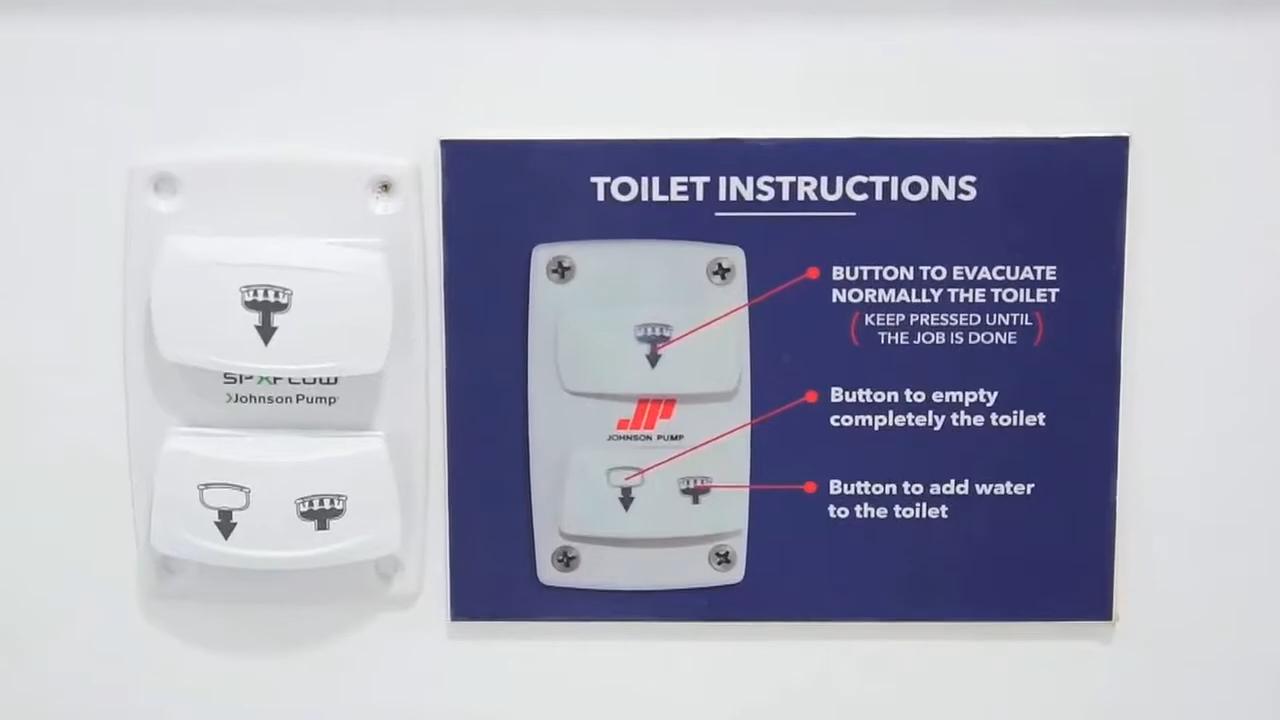 SPXFLOW
Johnson Pump
TOILET INSTRUCTIONS
BUTTON TO EVACUATE
NORMALLY THE TOILET
(KEEP PRESSED UNTIL
THE JOB IS DONE)
JP
JOHNSON PUMP
Button to empty
completely the toilet
Button to add water
to the toilet